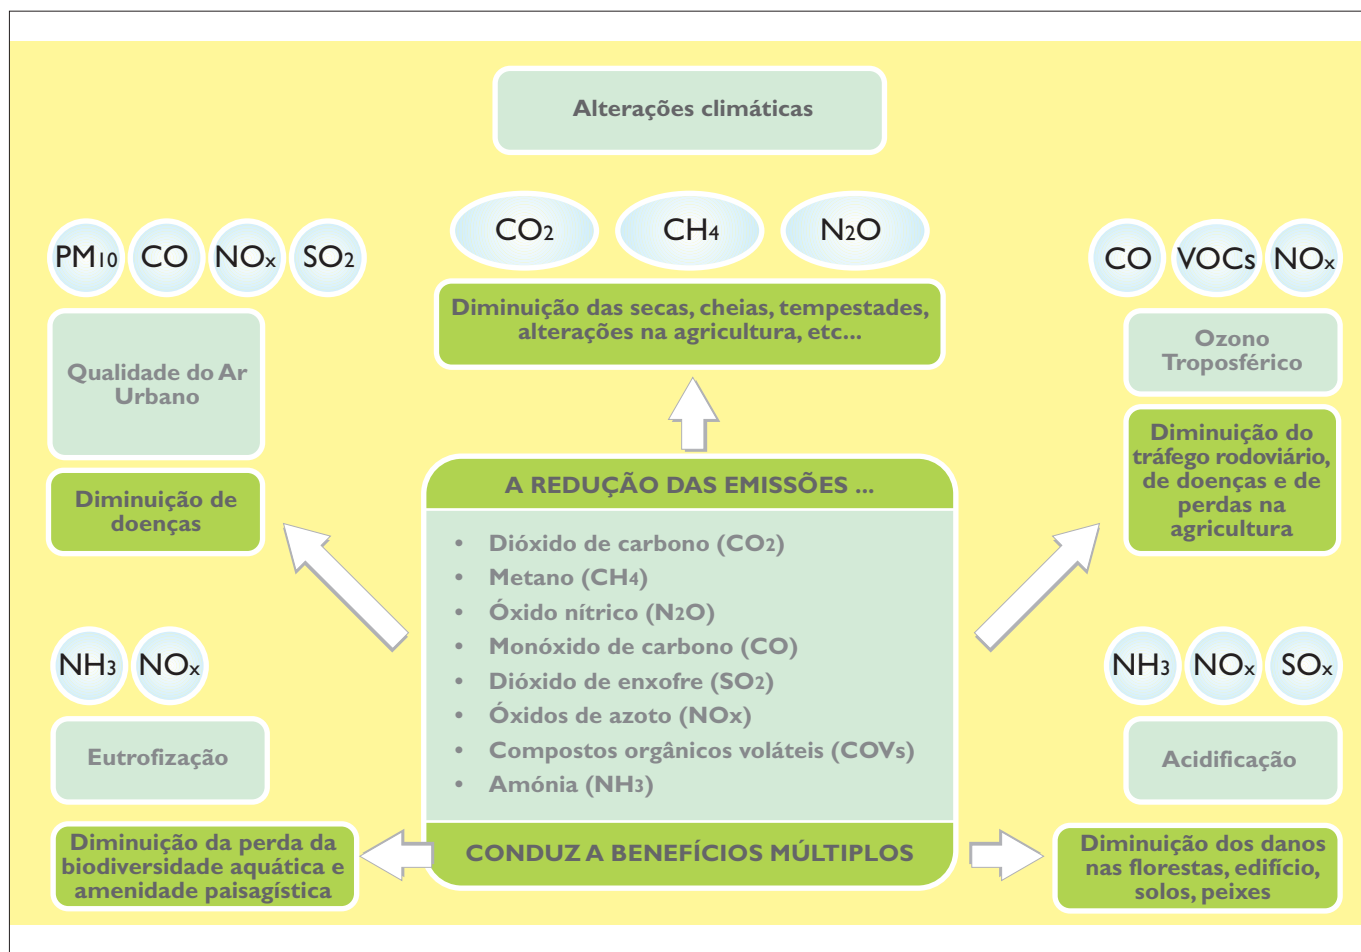 Alterações climáticas
CO2 CH4 N2O
Diminuição das secas, cheias, tempestades,
alterações na agricultura, etc...
PM10 CO NOx SO2
Qualidade do Ar
Urbano
Diminuição de
doenças
CO VOCs NOx
Ozono
Troposférico
Diminuição do
tráfego rodoviário,
de doenças e de
perdas na
agricultura
A REDUÇÃO DAS EMISSÕES ...
• Dióxido de carbono (CO2)
• Metano (CH4)
• Óxido nítrico (N2O)
• Monóxido de carbono (CO)
• Dióxido de enxofre (SO2)
• Óxidos de azoto (NOx)
• Compostos orgânicos voláteis (COVs)
• Amónia (NH3)
CONDUZ A BENEFÍCIOS MÚLTIPLOS
NH3 NOx
Eutrofização
Diminuição da perda da
biodiversidade aquática e
amenidade paisagística
NH3 NOx SOx
Acidificação
Diminuição dos danos
nas florestas, edifício,
solos, peixes